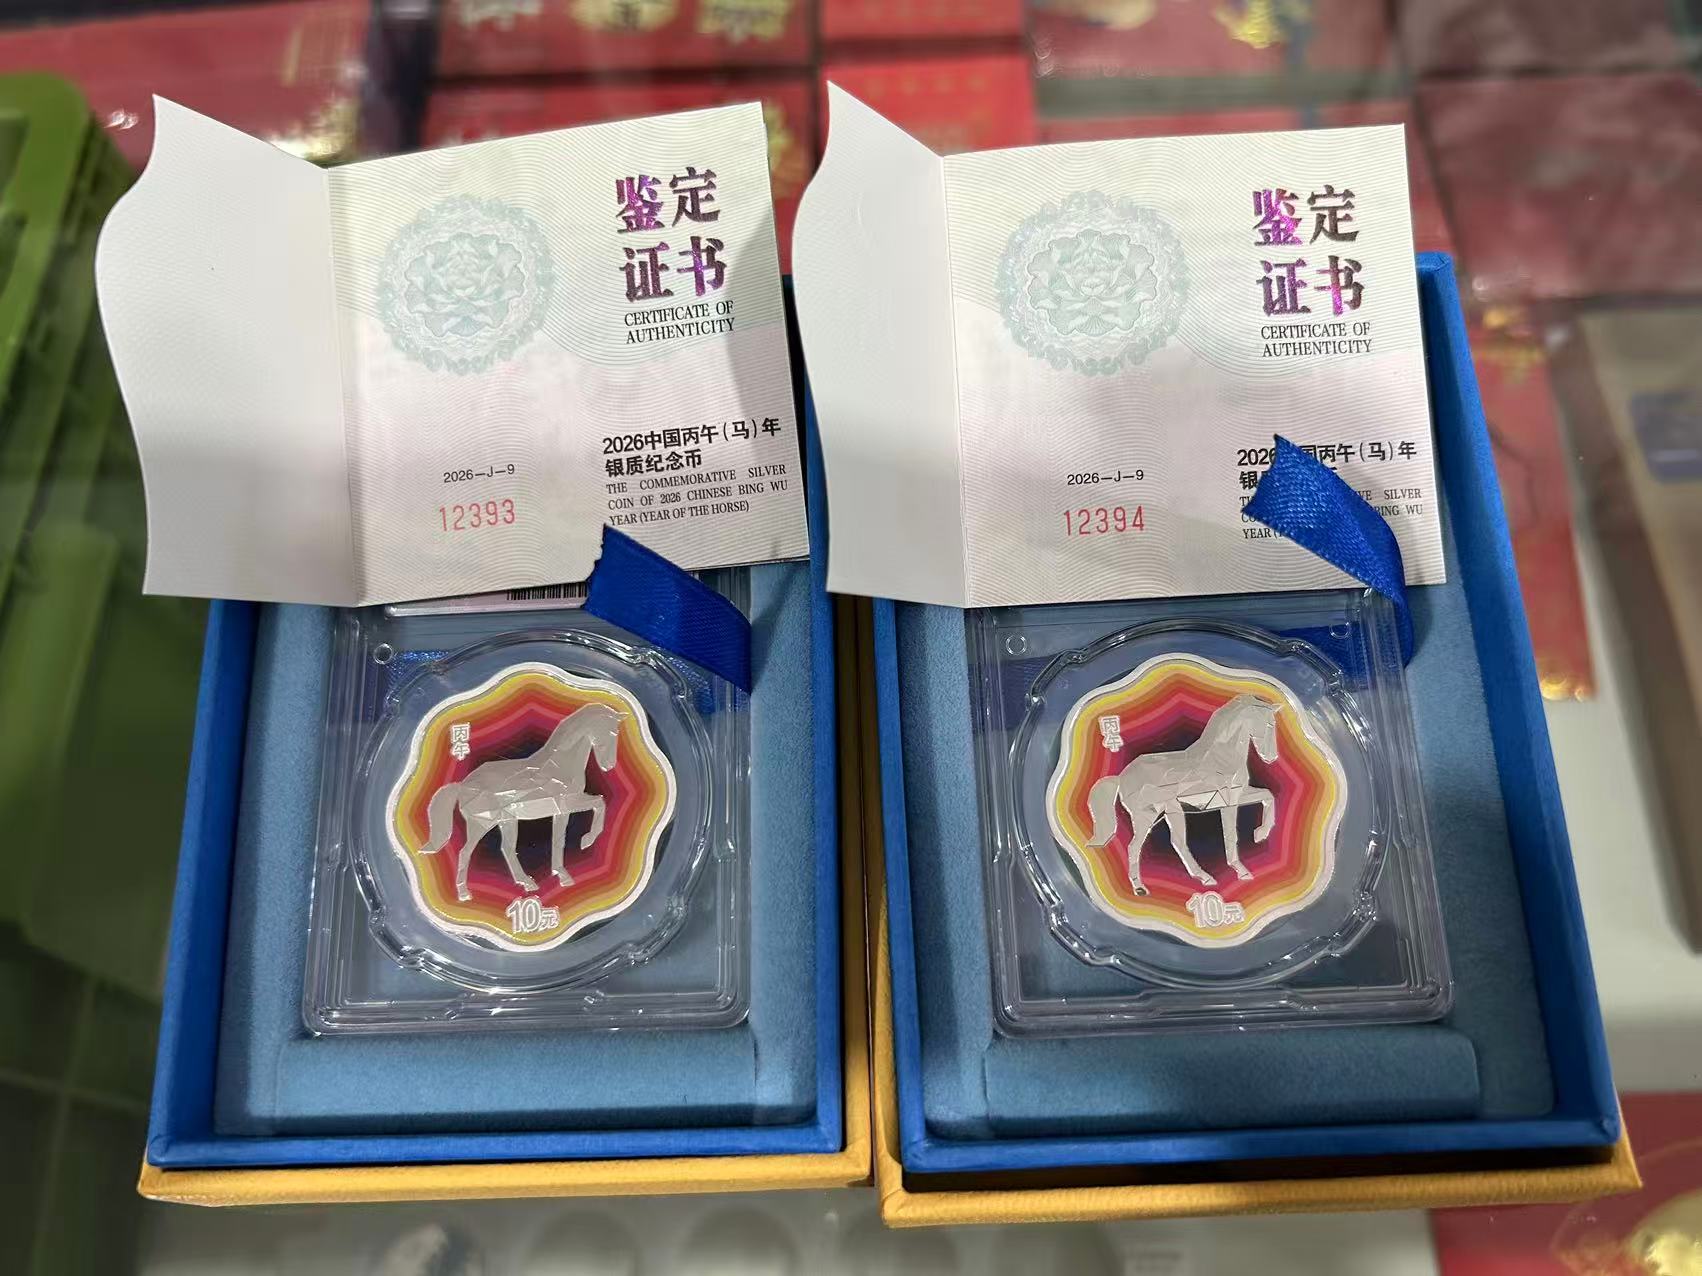 鉴定
证书
CERTIFICATE OF
AUTHENTICITY
2026中国丙午(马)年
银质纪念币
THE COMMEMORATIVE SILVER
COIN OF 2026 CHINESE BING WU
YEAR (YEAR OF THE HORSE)
2026-J-9
12393
丙午
10元
鉴定
证书
CERTIFICATE OF
AUTHENTICITY
2026 国丙午(马)年
银
SILVER
BING WU
YEAR
2026-J-9
12394
丙午
10元